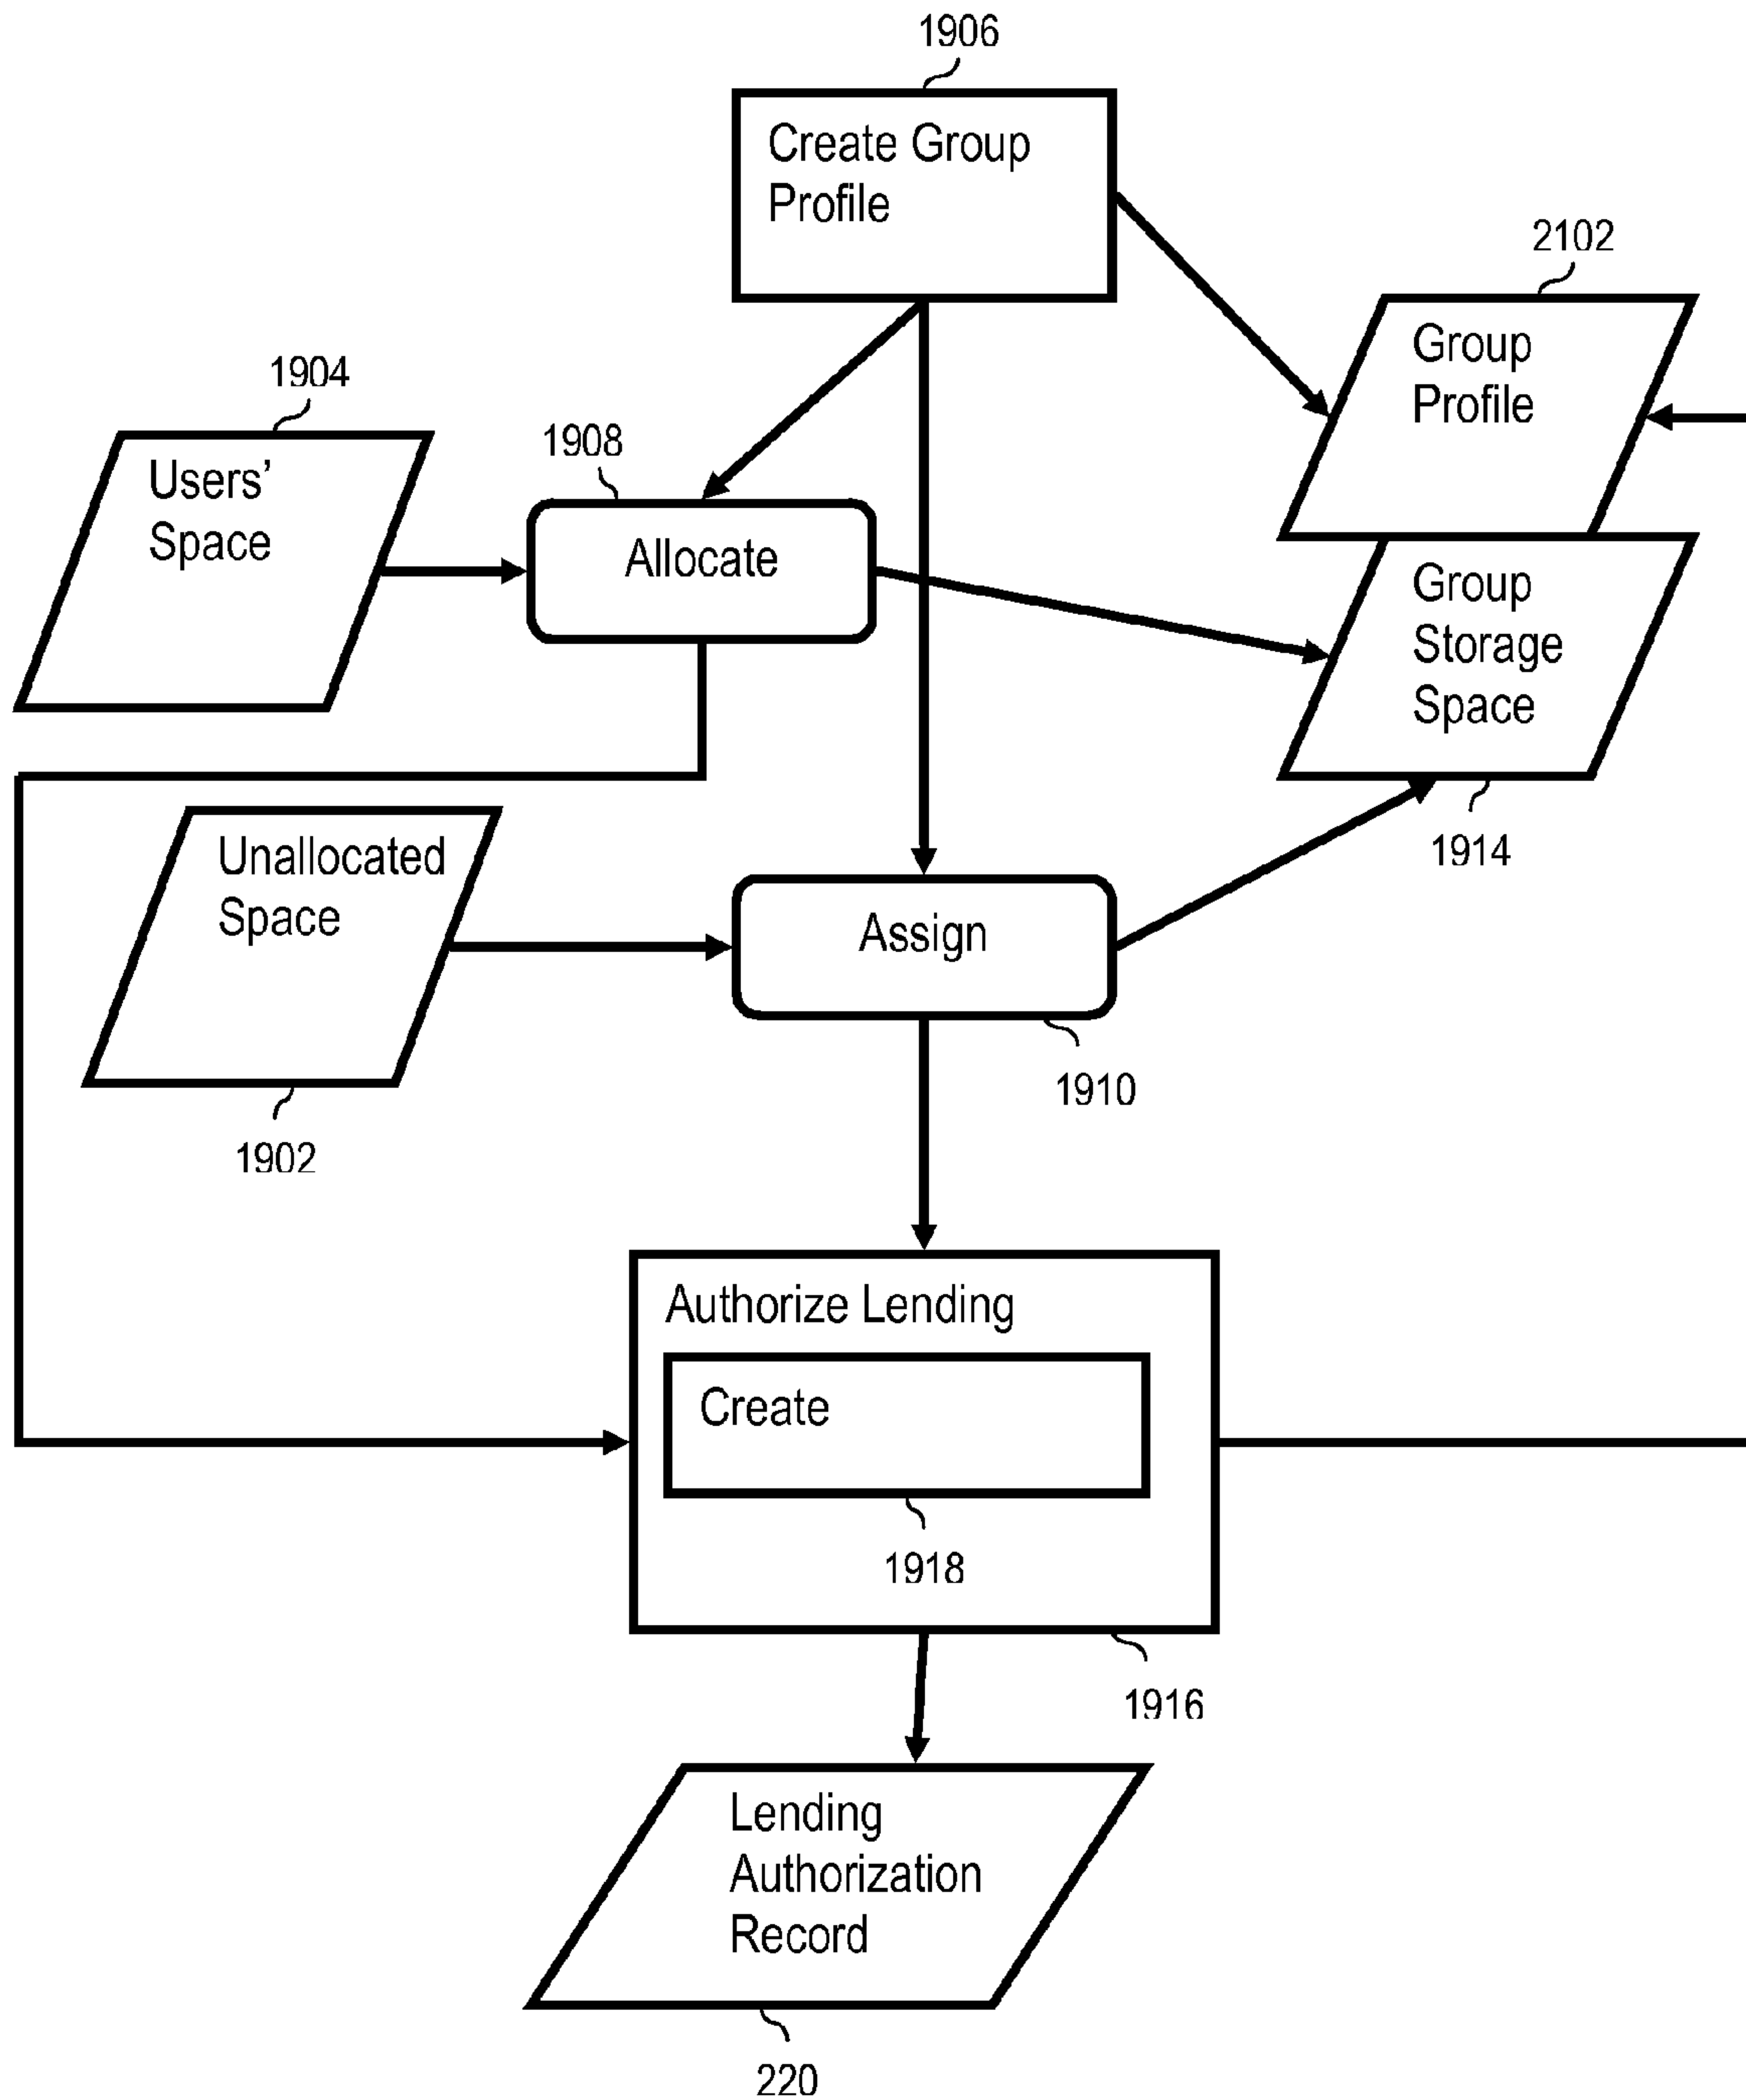 1906
Create Group
Profile
2102
Group
Profile
1904
Users’
Space
1908
Allocate
Group
Storage
Space
1914
Unallocated
Space
1902
Assign
1910
Authorize Lending
Create
1918
1916
Lending
Authorization
Record
220